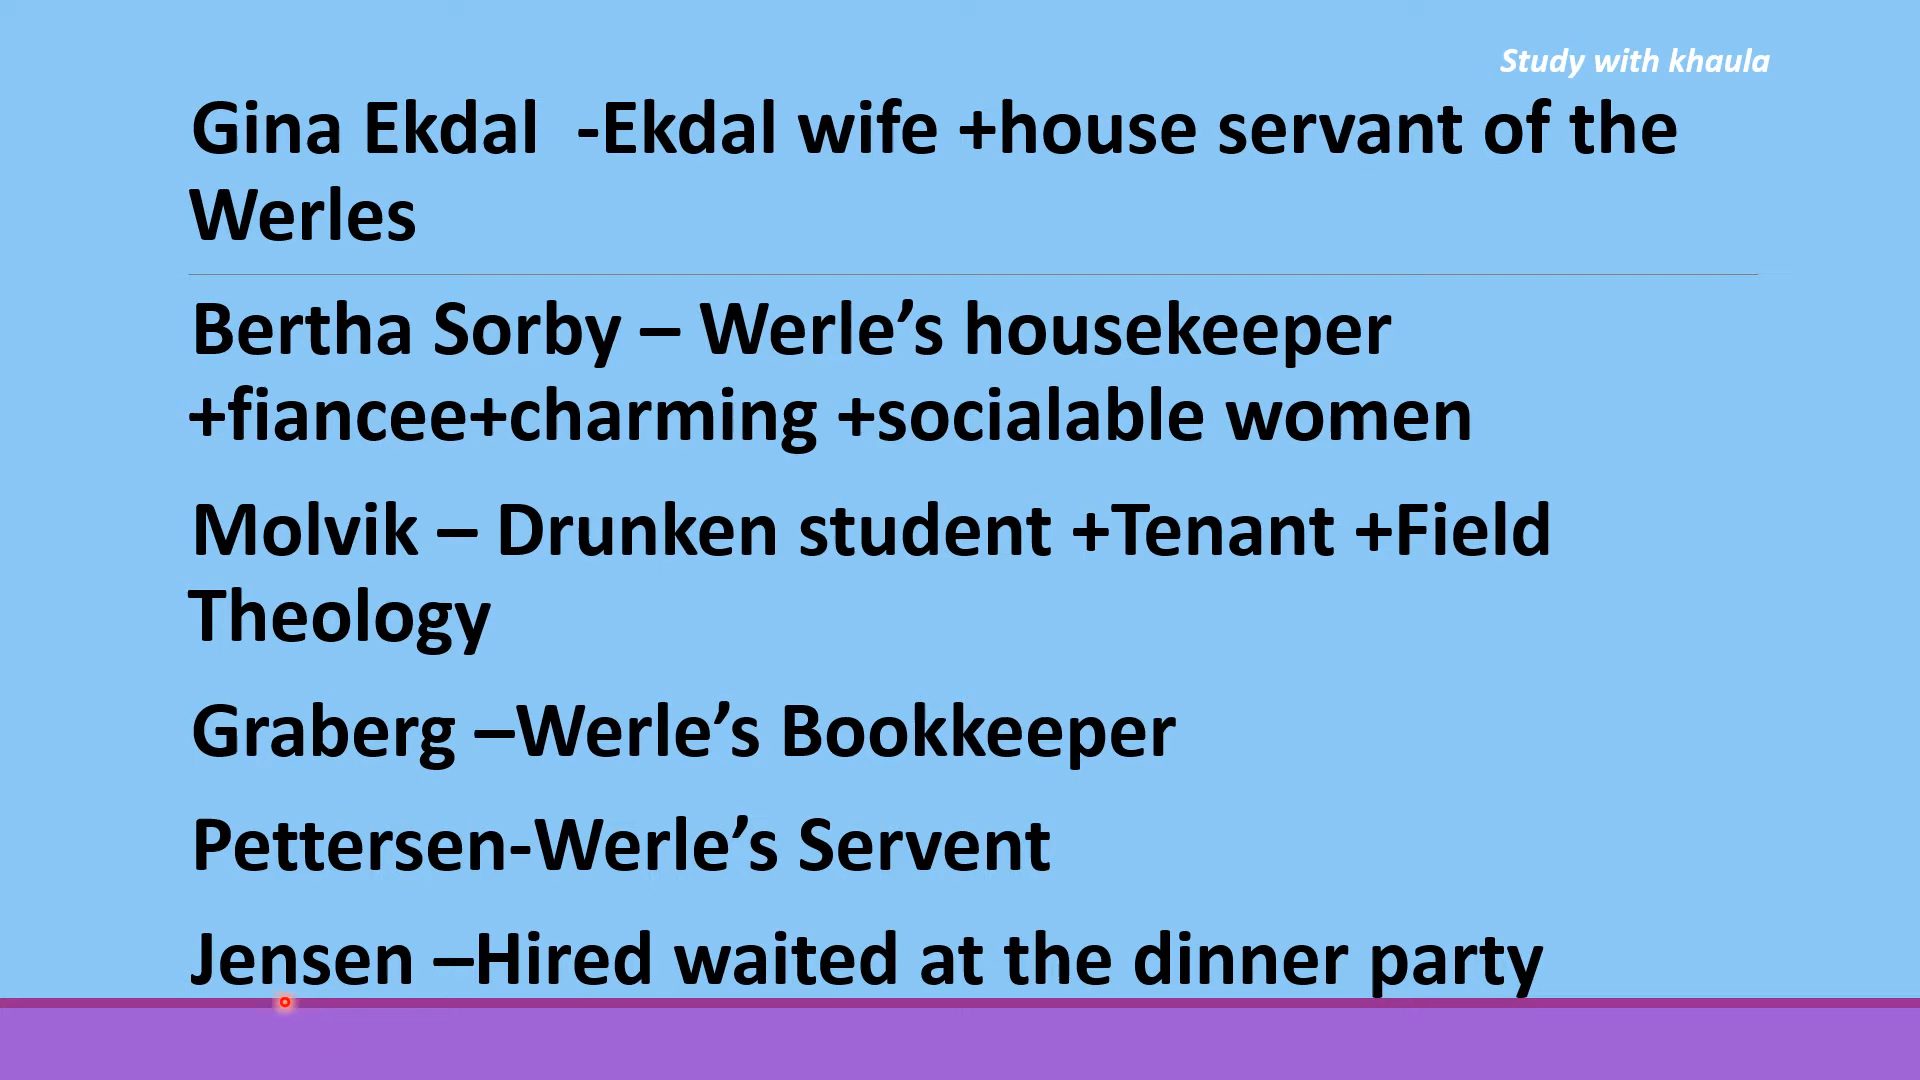 Study with khaula
Gina Ekdal  -Ekdal wife +house servant of the
Werles
Bertha Sorby – Werle’s housekeeper
+fiancee+charming +socialable women
Molvik – Drunken student +Tenant +Field
Theology
Graberg –Werle’s Bookkeeper
Pettersen-Werle’s Servent
Jensen –Hired waited at the dinner party